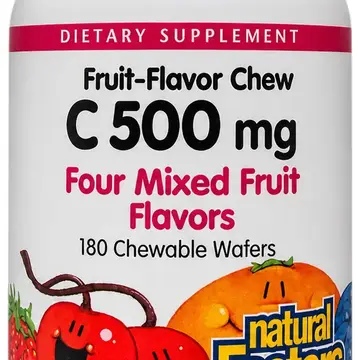 DIETARY SUPPLEMENT
Fruit-Flavor Chew
C 500 mg
Four Mixed Fruit
Flavors
180 Chewable Wafers
natural